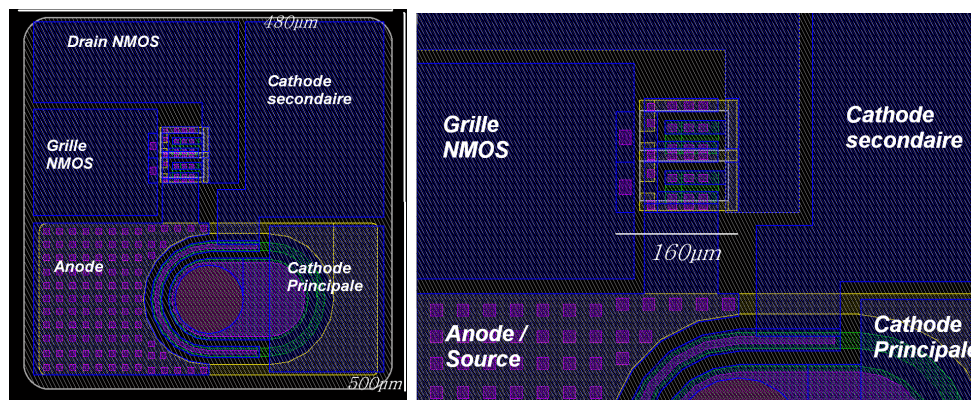 480μm
Drain NMOS
Cathode
secondaire
Grille
NMOS
Anode
Cathode
Principale
500μm
Grille
NMOS
Cathode
secondaire
160μm
Anode /
Source
Cathode
Principale